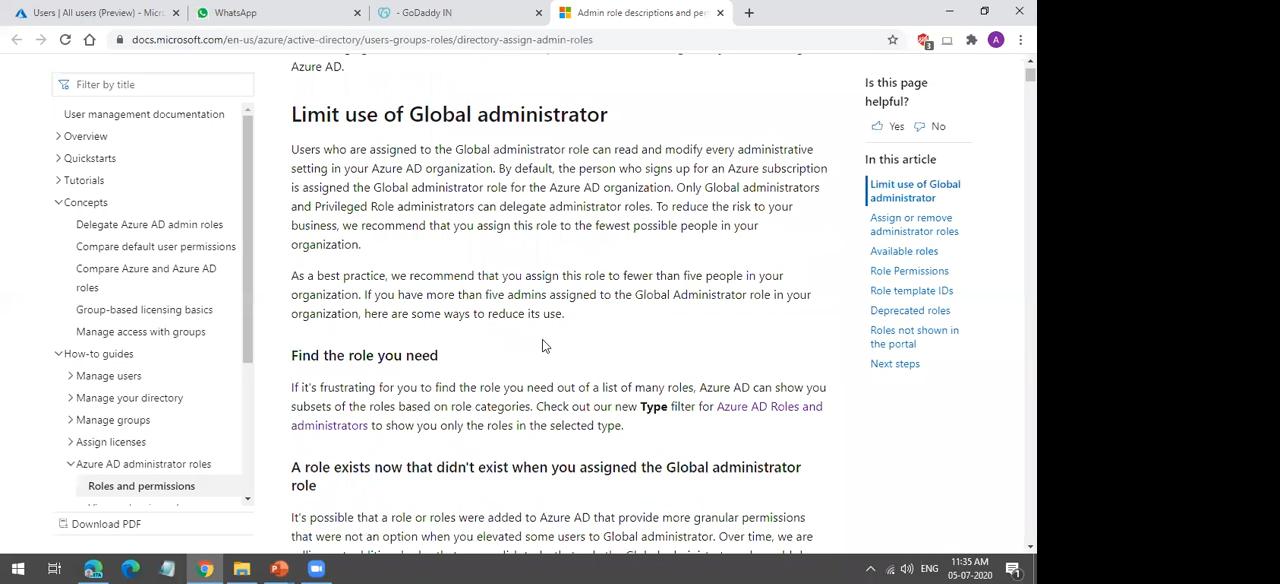 Users | All users (Preview) - Micr
WhatsApp
- GoDaddy IN
Admin role descriptions and per
docs.microsoft.com/en-us/azure/active-directory/users-groups-roles/directory-assign-admin-roles
3
A
Filter by title
User management documentation
Overview
Quickstarts
Tutorials
Concepts
Delegate Azure AD admin roles
Compare default user permissions
Compare Azure and Azure AD
roles
Group-based licensing basics
Manage access with groups
How-to guides
Manage users
Manage your directory
Manage groups
Assign licenses
Azure AD administrator roles
Roles and permissions
Download PDF
Azure AD.
Limit use of Global administrator
Users who are assigned to the Global administrator role can read and modify every administrative
setting in your Azure AD organization. By default, the person who signs up for an Azure subscription
is assigned the Global administrator role for the Azure AD organization. Only Global administrators
and Privileged Role administrators can delegate administrator roles. To reduce the risk to your
business, we recommend that you assign this role to the fewest possible people in your
organization.
As a best practice, we recommend that you assign this role to fewer than five people in your
organization. If you have more than five admins assigned to the Global Administrator role in your
organization, here are some ways to reduce its use.
Find the role you need
If it's frustrating for you to find the role you need out of a list of many roles, Azure AD can show you
subsets of the roles based on role categories. Check out our new Type filter for Azure AD Roles and
administrators to show you only the roles in the selected type.
A role exists now that didn't exist when you assigned the Global administrator
role
It's possible that a role or roles were added to Azure AD that provide more granular permissions
that were not an option when you elevated some users to Global administrator. Over time, we are
Is this page
helpful?
Yes
No
In this article
Limit use of Global
administrator
Assign or remove
administrator roles
Available roles
Role Permissions
Role template IDs
Deprecated roles
Roles not shown in
the portal
Next steps
ENG
11:35 AM
05-07-2020
1